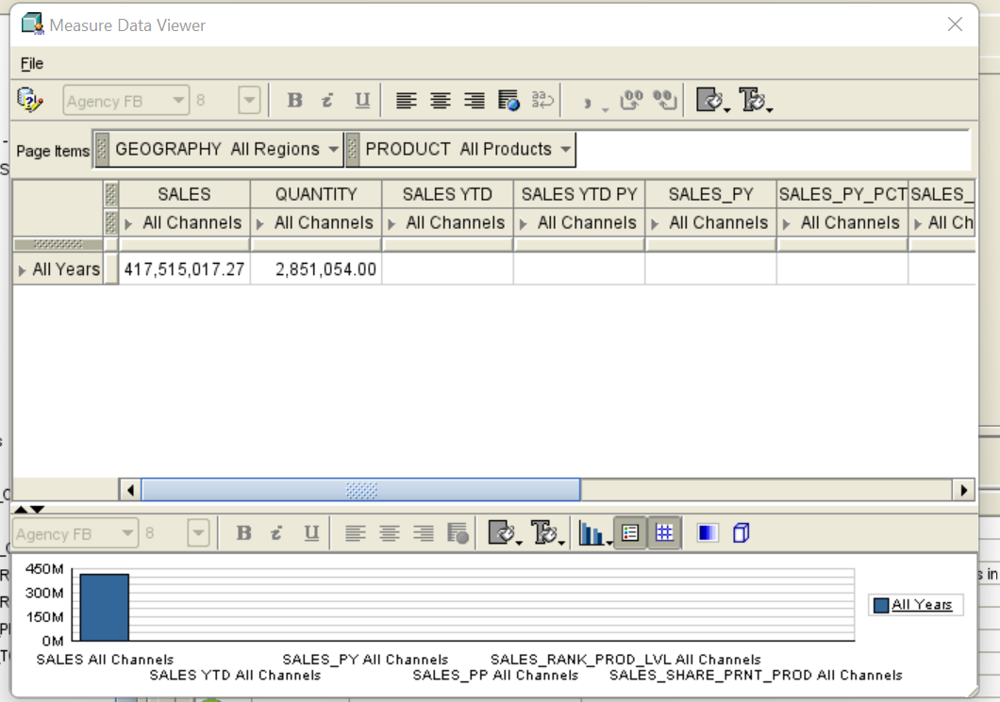 Measure Data Viewer
File
Agency FB 8 B i U
Page Items GEOGRAPHY All Regions PRODUCT All Products
SALES QUANTITY SALES YTD SALES YTD PY SALES_PY SALES_PY_PCT SALES_
All Channels All Channels All Channels All Channels All Channels All Channels All Ch
All Years 417,515,017.27 2,851,054.00
Agency FB 8 B i U
450M
300M
150M
0M
All Years
SALES All Channels SALES_PY All Channels SALES_RANK_PROD_LVL All Channels
SALES YTD All Channels SALES_PP All Channels SALES_SHARE_PRNT_PROD All Channels
s in